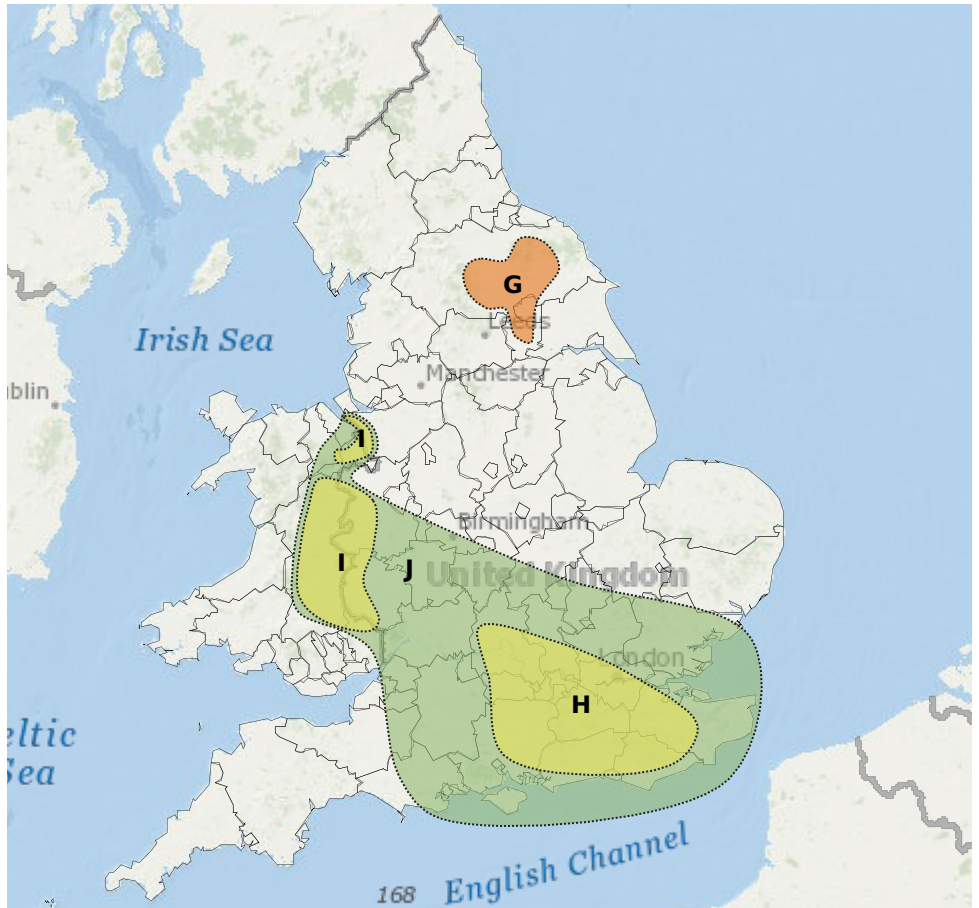 G
Leeds
Irish Sea
Manchester
blin
I
Birmingham
I
J
United Kingdom
London
H
eltic
Sea
English Channel
168